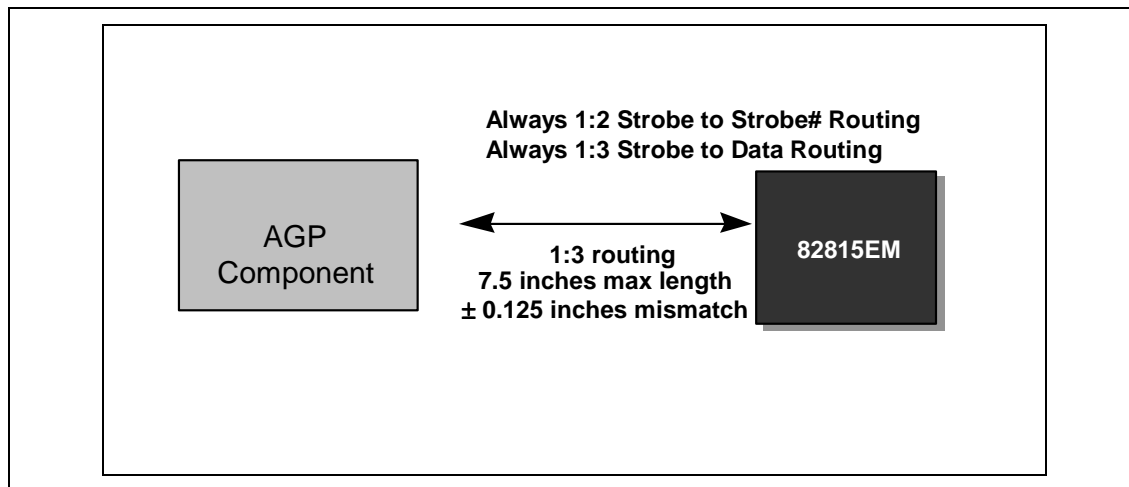 Always 1:2 Strobe to Strobe# Routing
Always 1:3 Strobe to Data Routing
AGP
Component
1:3 routing
7.5 inches max length
± 0.125 inches mismatch
82815EM